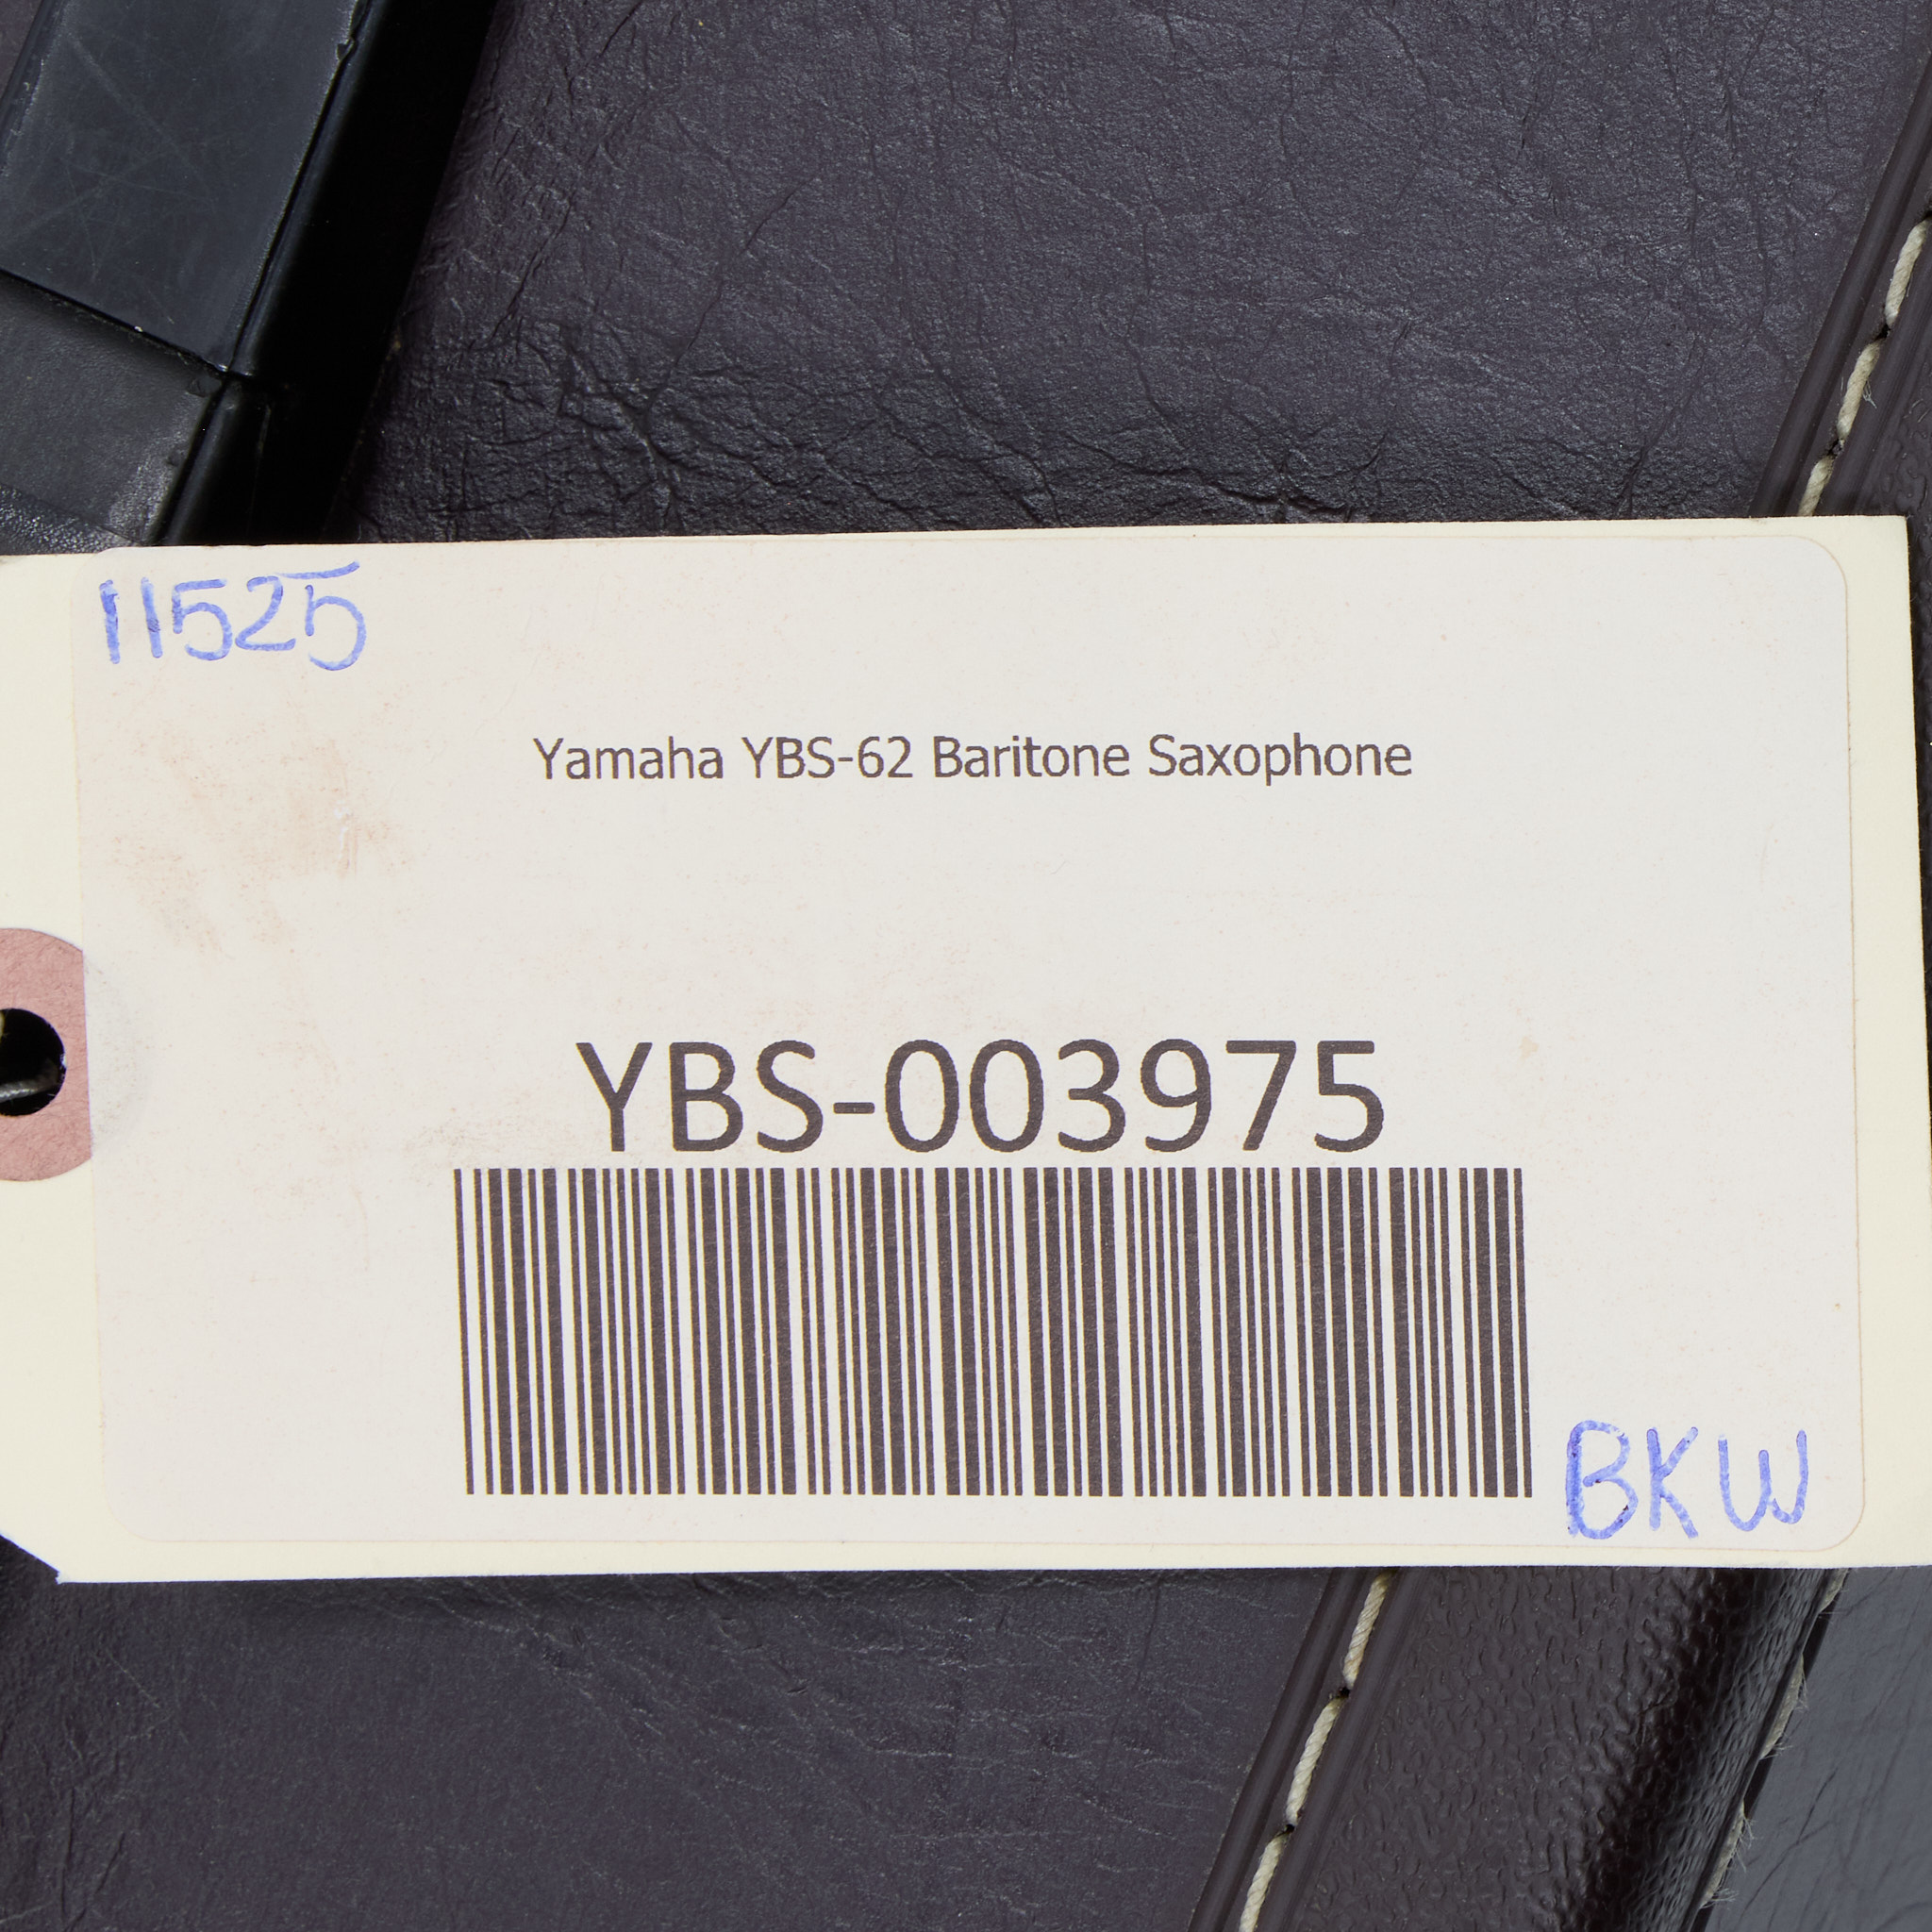 11525
Yamaha YBS-62 Baritone Saxophone
YBS-003975
BKW